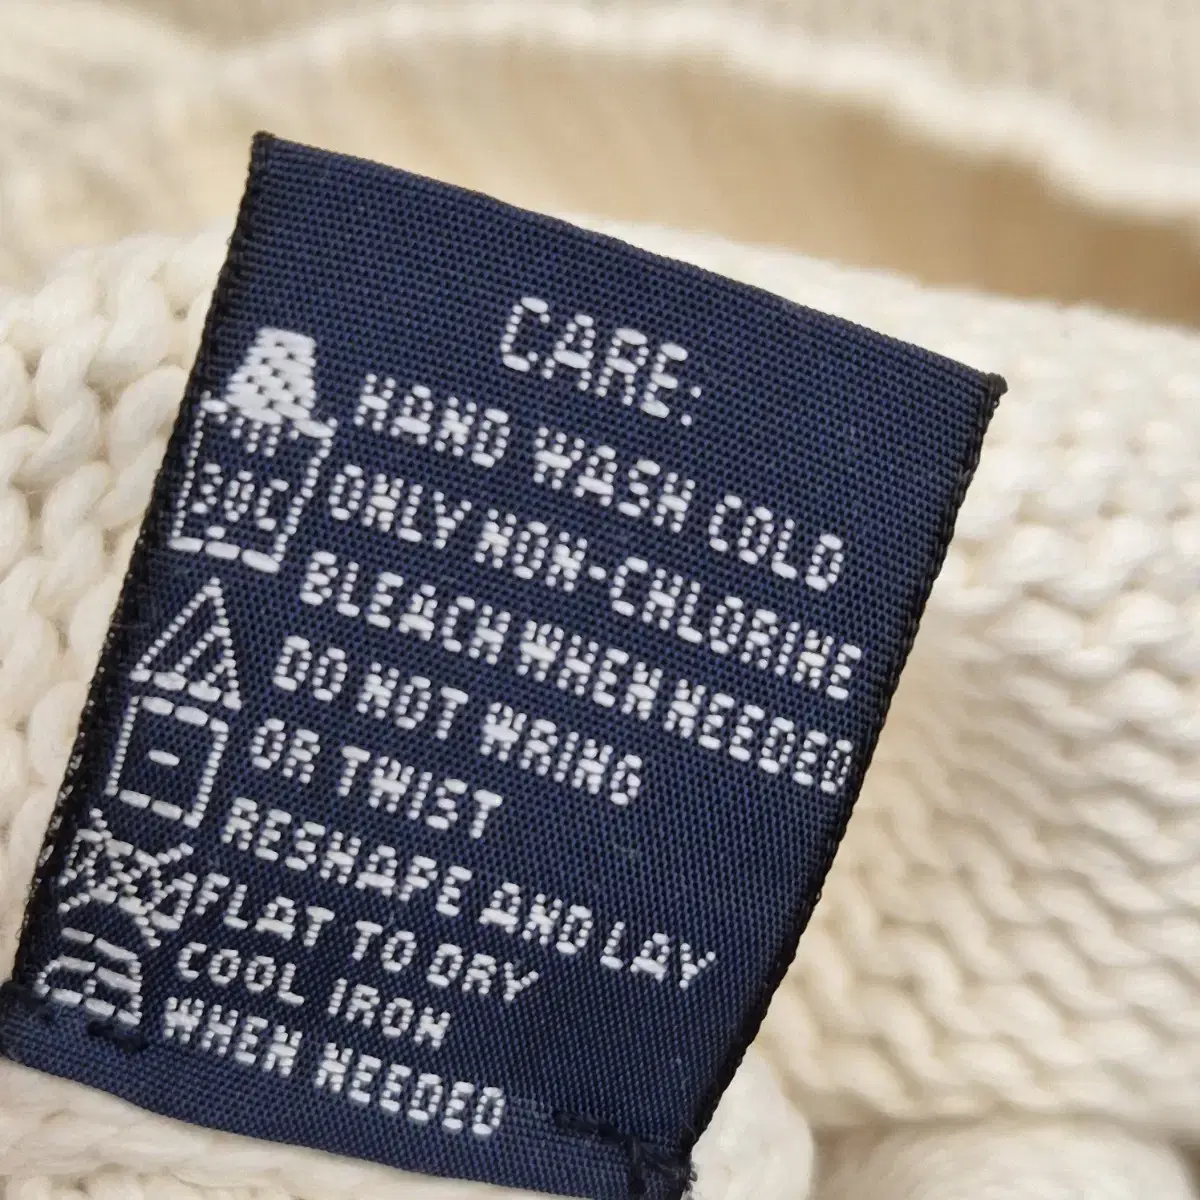 CARE:
HAND WASH COLD
30C
ONLY NON-CHLORINE
BLEACH WHEN NEEDED
DO NOT WRING
OR TWIST
RESHAPE AND LAY
FLAT TO DRY
COOL IRON
WHEN NEEDED